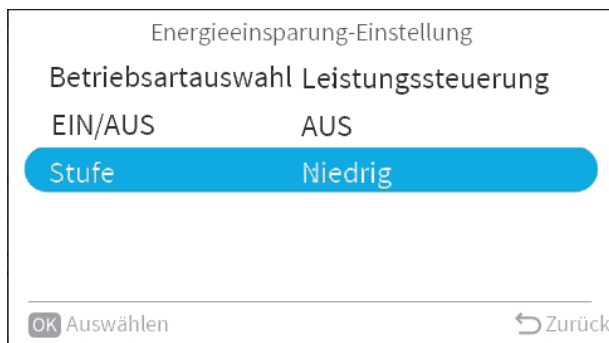 Energieeinsparung-Einstellung
Betriebsartauswahl Leistungssteuerung
EIN/AUS AUS
Stufe Niedrig
OK Auswählen Zurück